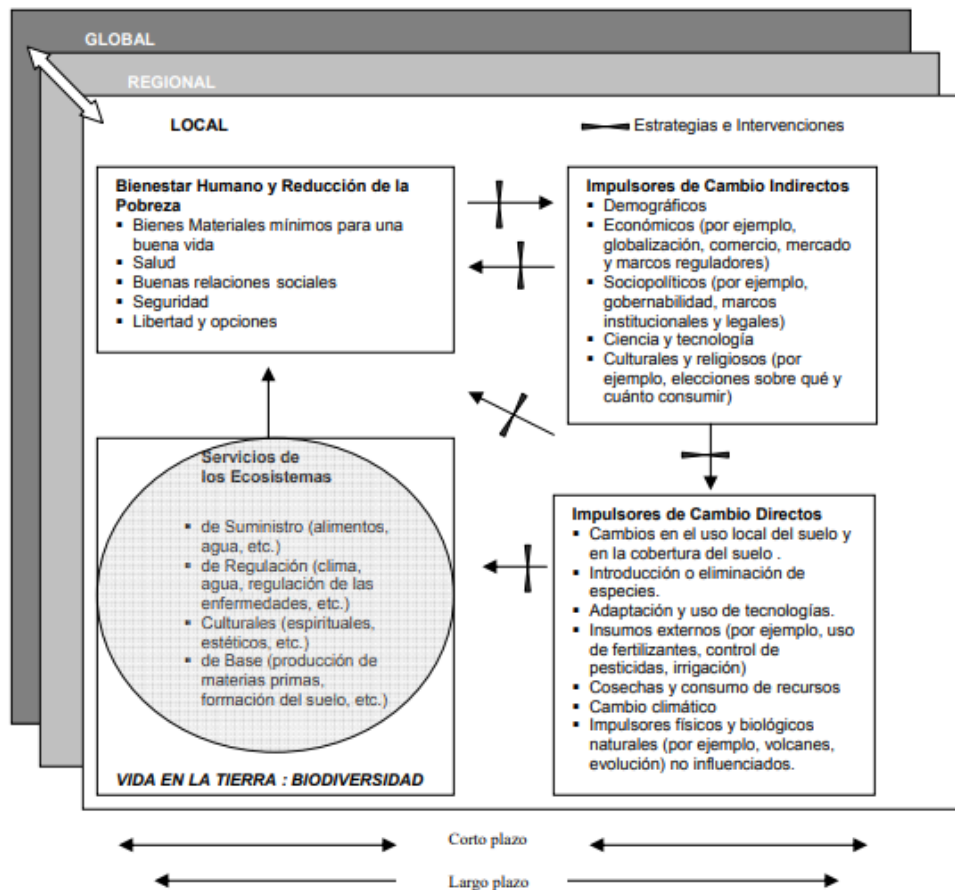 GLOBAL
REGIONAL
LOCAL
Estrategias e Intervenciones
Bienestar Humano y Reducción de la
Pobreza
▪ Bienes Materiales mínimos para una
buena vida
▪ Salud
▪ Buenas relaciones sociales
▪ Seguridad
▪ Libertad y opciones
Impulsores de Cambio Indirectos
▪ Demográficos
▪ Económicos (por ejemplo,
globalización, comercio, mercado
y marcos reguladores)
▪ Sociopolíticos (por ejemplo,
gobernabilidad, marcos
institucionales y legales)
▪ Ciencia y tecnología
▪ Culturales y religiosos (por
ejemplo, elecciones sobre qué y
cuánto consumir)
Servicios de
los Ecosistemas
▪ de Suministro (alimentos,
agua, etc.)
▪ de Regulación (clima,
agua, regulación de las
enfermedades, etc.)
▪ Culturales (espirituales,
estéticos, etc.)
▪ de Base (producción de
materias primas,
formación del suelo, etc.)
VIDA EN LA TIERRA : BIODIVERSIDAD
Impulsores de Cambio Directos
▪ Cambios en el uso local del suelo y
en la cobertura del suelo .
▪ Introducción o eliminación de
especies.
▪ Adaptación y uso de tecnologías.
▪ Insumos externos (por ejemplo, uso
de fertilizantes, control de
pesticidas, irrigación)
▪ Cosechas y consumo de recursos
▪ Cambio climático
▪ Impulsores físicos y biológicos
naturales (por ejemplo, volcanes,
evolución) no influenciados.
Corto plazo
Largo plazo